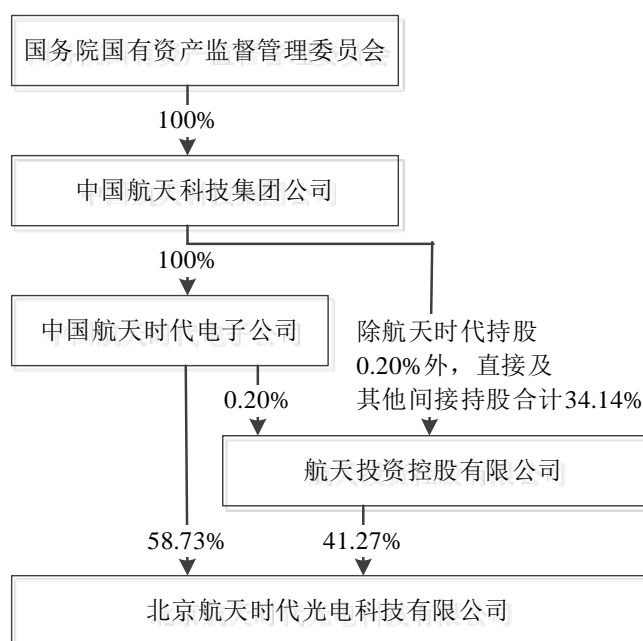 国务院国有资产监督管理委员会
100%
中国航天科技集团公司
100%
中国航天时代电子公司
除航天时代持股
0.20%外，直接及
其他间接持股合计34.14%
0.20%
航天投资控股有限公司
58.73%
41.27%
北京航天时代光电科技有限公司